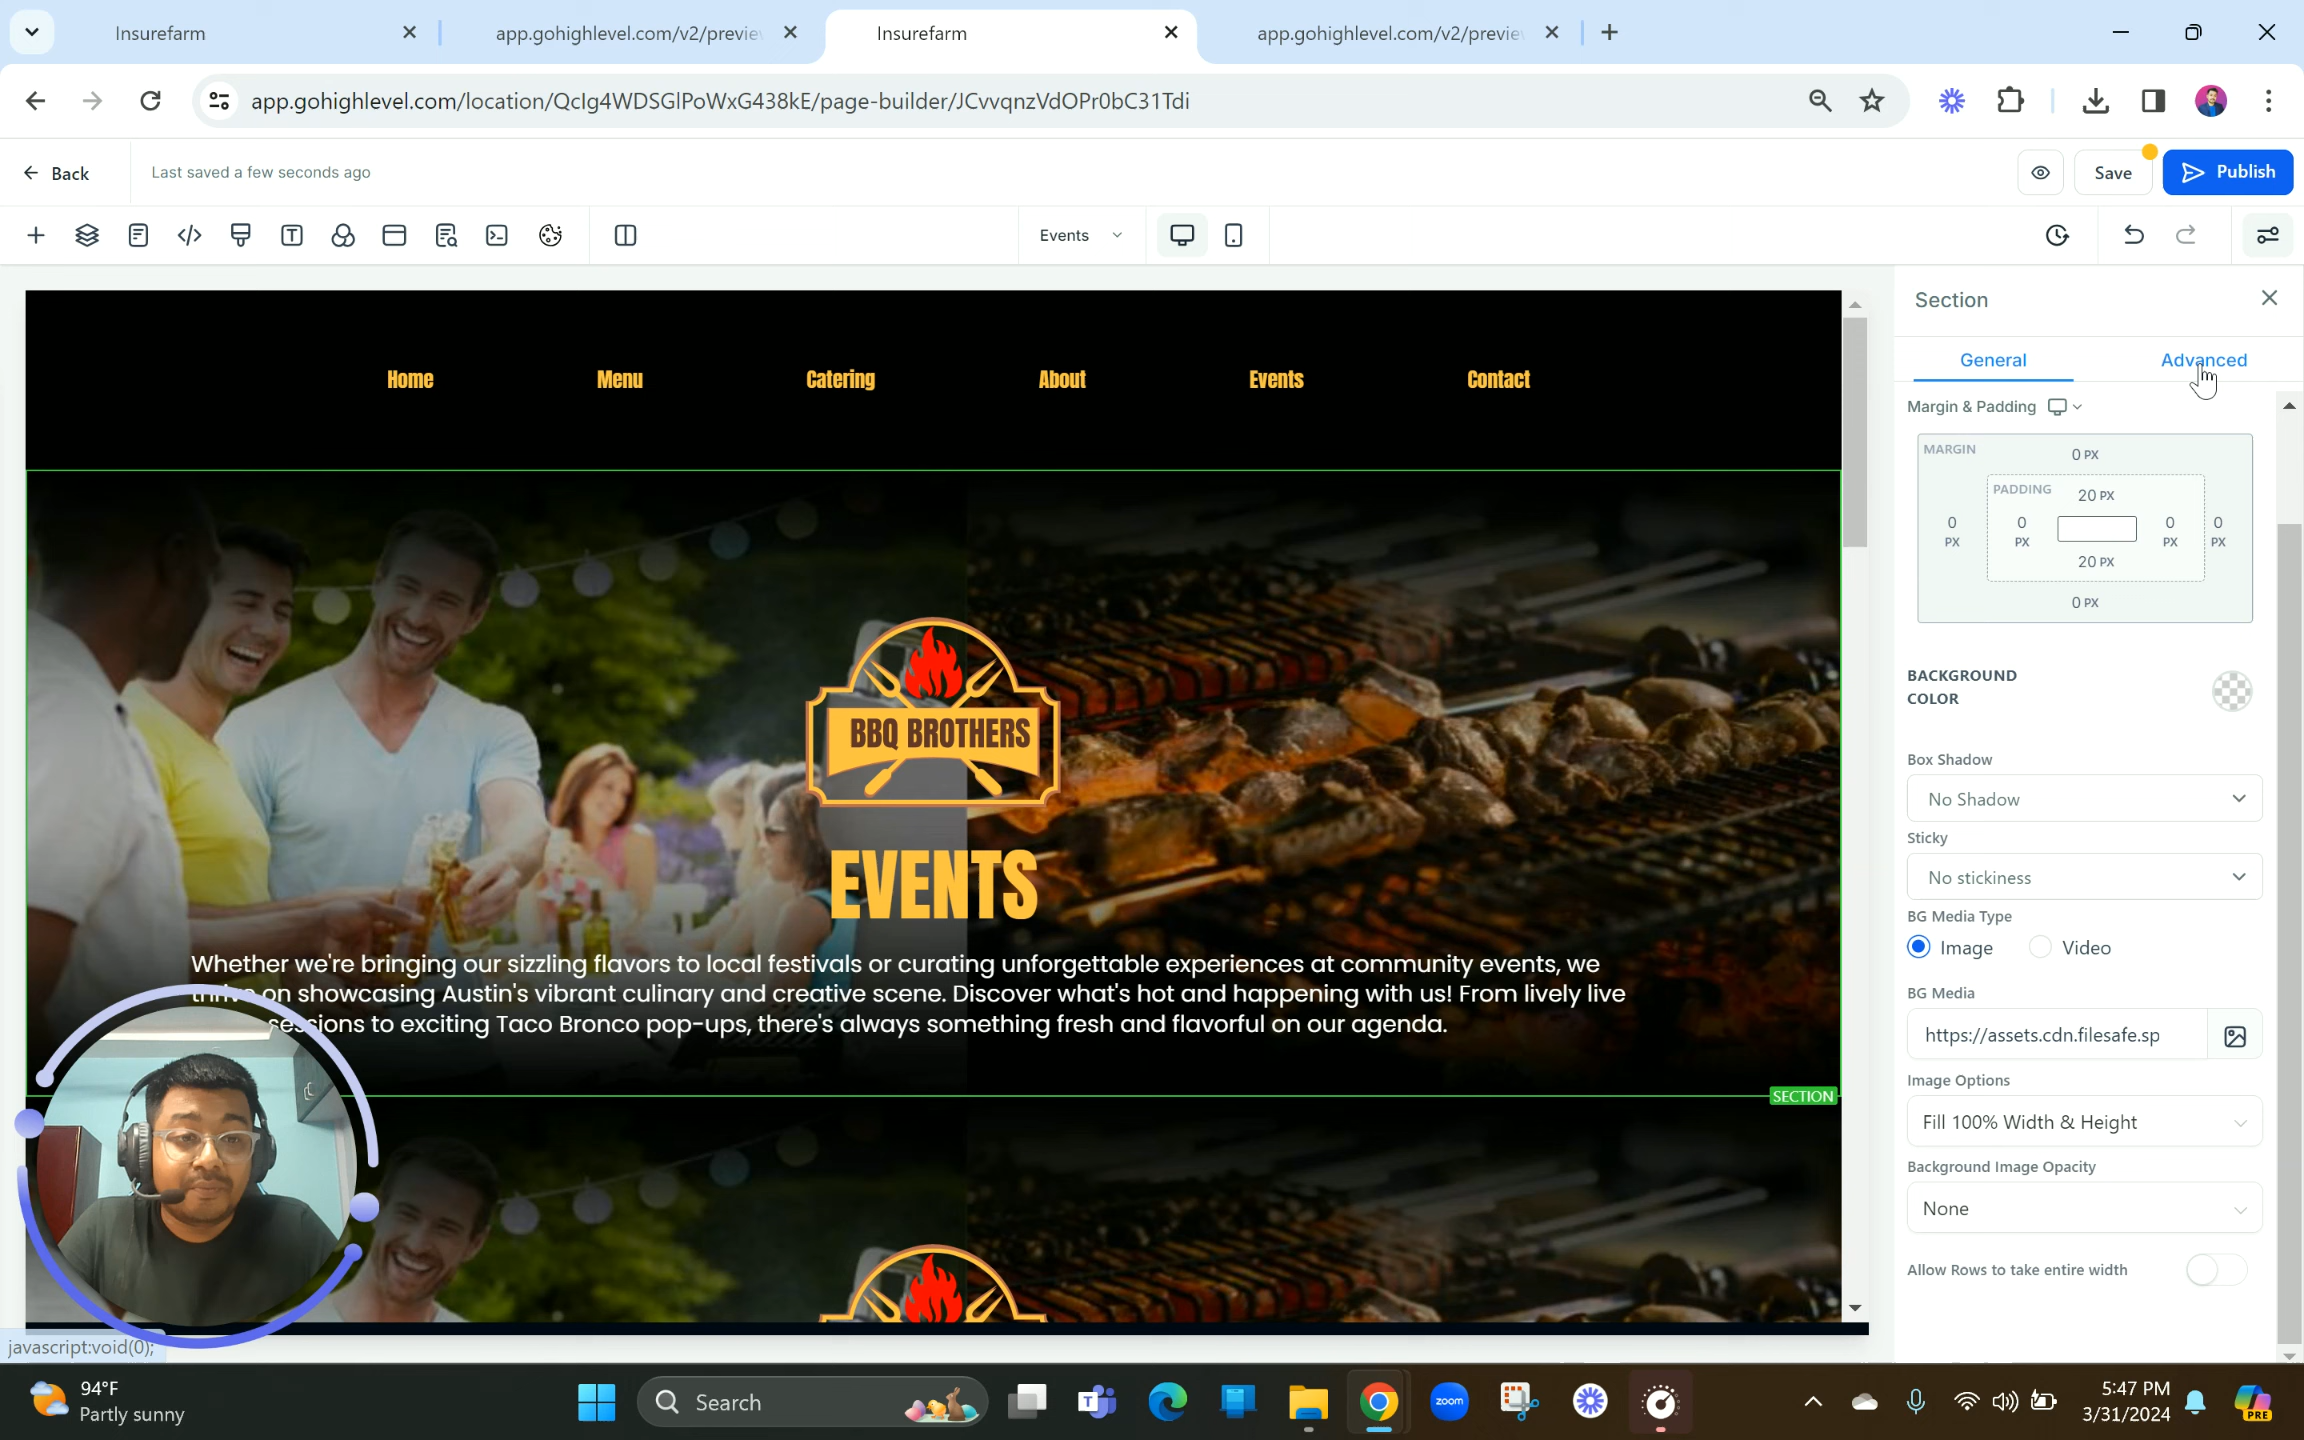 Insurefarm
app.gohighlevel.com/v2/previe
Insurefarm
app.gohighlevel.com/v2/previe
app.gohighlevel.com/location/Qclg4WDSGlPoWxG438kE/page-builder/JCvvqnzVdOPr0bC31Tdi
Back
Last saved a few seconds ago
Save
Publish
Events
Section
General
Advanced
Home
Menu
Catering
About
Events
Contact
Margin & Padding
MARGIN
0 PX
PADDING
20 PX
0 PX
0 PX
0 PX
0 PX
20 PX
0 PX
BACKGROUND
COLOR
BBQ BROTHERS
EVENTS
Whether we're bringing our sizzling flavors to local festivals or curating unforgettable experiences at community events, we
thrive on showcasing Austin's vibrant culinary and creative scene. Discover what's hot and happening with us! From lively live
sessions to exciting Taco Bronco pop-ups, there's always something fresh and flavorful on our agenda.
SECTION
Box Shadow
No Shadow
Sticky
No stickiness
BG Media Type
Image
Video
BG Media
https://assets.cdn.filesafe.sp
Image Options
Fill 100% Width & Height
Background Image Opacity
None
Allow Rows to take entire width
javascript:void(0);
94°F
Partly sunny
Search
zoom
5:47 PM
3/31/2024
PRE